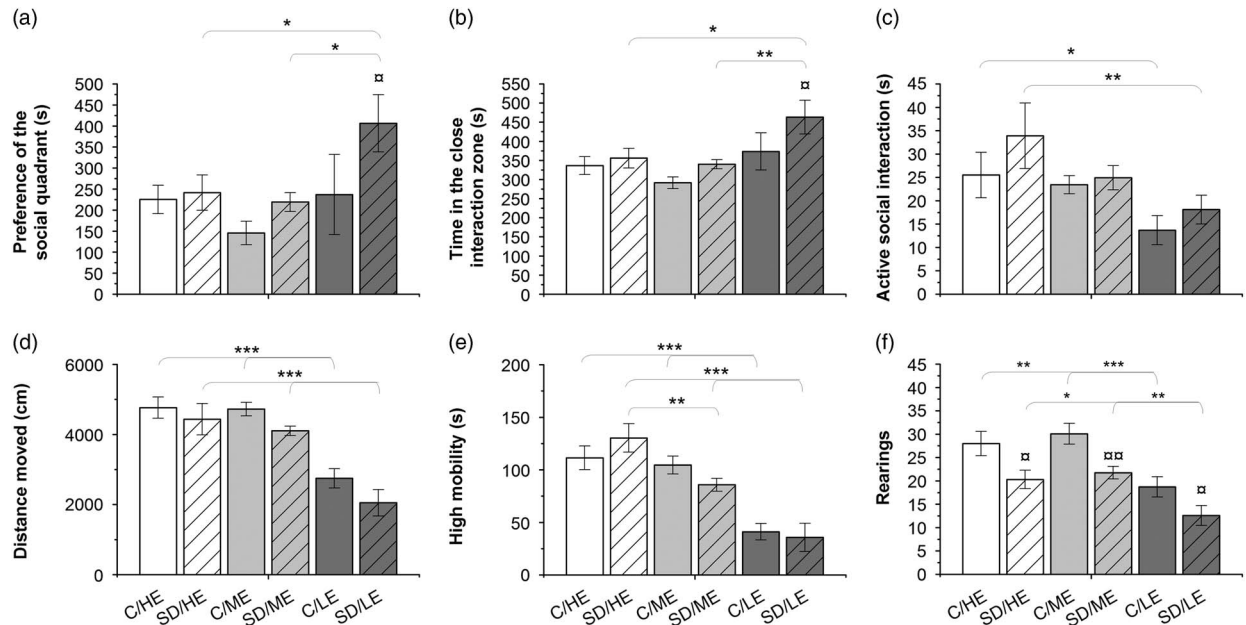 (a)
*
*
¤
Preference of the
social quadrant (s)
500
450
400
350
300
250
200
150
100
50
0
(b)
*
**
¤
Time in the close
interaction zone (s)
550
500
450
400
350
300
250
200
150
100
50
0
(c)
*
**
Active social interaction (s)
45
40
35
30
25
20
15
10
5
0
(d)
***
***
Distance moved (cm)
6000
4000
2000
0
C/HE
SD/HE
C/ME
SD/ME
C/LE
SD/LE
(e)
***
***
**
High mobility (s)
200
150
100
50
0
C/HE
SD/HE
C/ME
SD/ME
C/LE
SD/LE
(f)
** ***
* **
¤
¤¤
¤
Rearings
45
40
35
30
25
20
15
10
5
0
C/HE
SD/HE
C/ME
SD/ME
C/LE
SD/LE